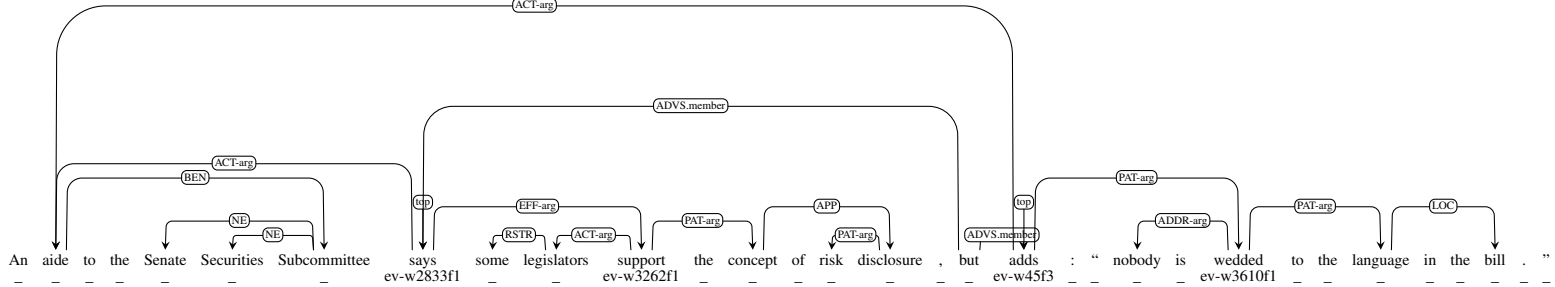 ACT-arg
ADVS.member
ACT-arg
BEN PAT-arg
top EFF-arg APP top PAT-arg LOC
NE PAT-arg ADDR-arg
NE RSTR ACT-arg PAT-arg ADVS.member
An aide to the Senate Securities Subcommittee says some legislators support the concept of risk disclosure , but adds : “ nobody is wedded to the language in the bill . ”
_ _ _ _ _ _ _ ev-w2833f1 _ _ ev-w3262f1 _ _ _ _ _ _ _ ev-w45f3 _ _ _ _ ev-w3610f1 _ _ _ _ _ _ _ _